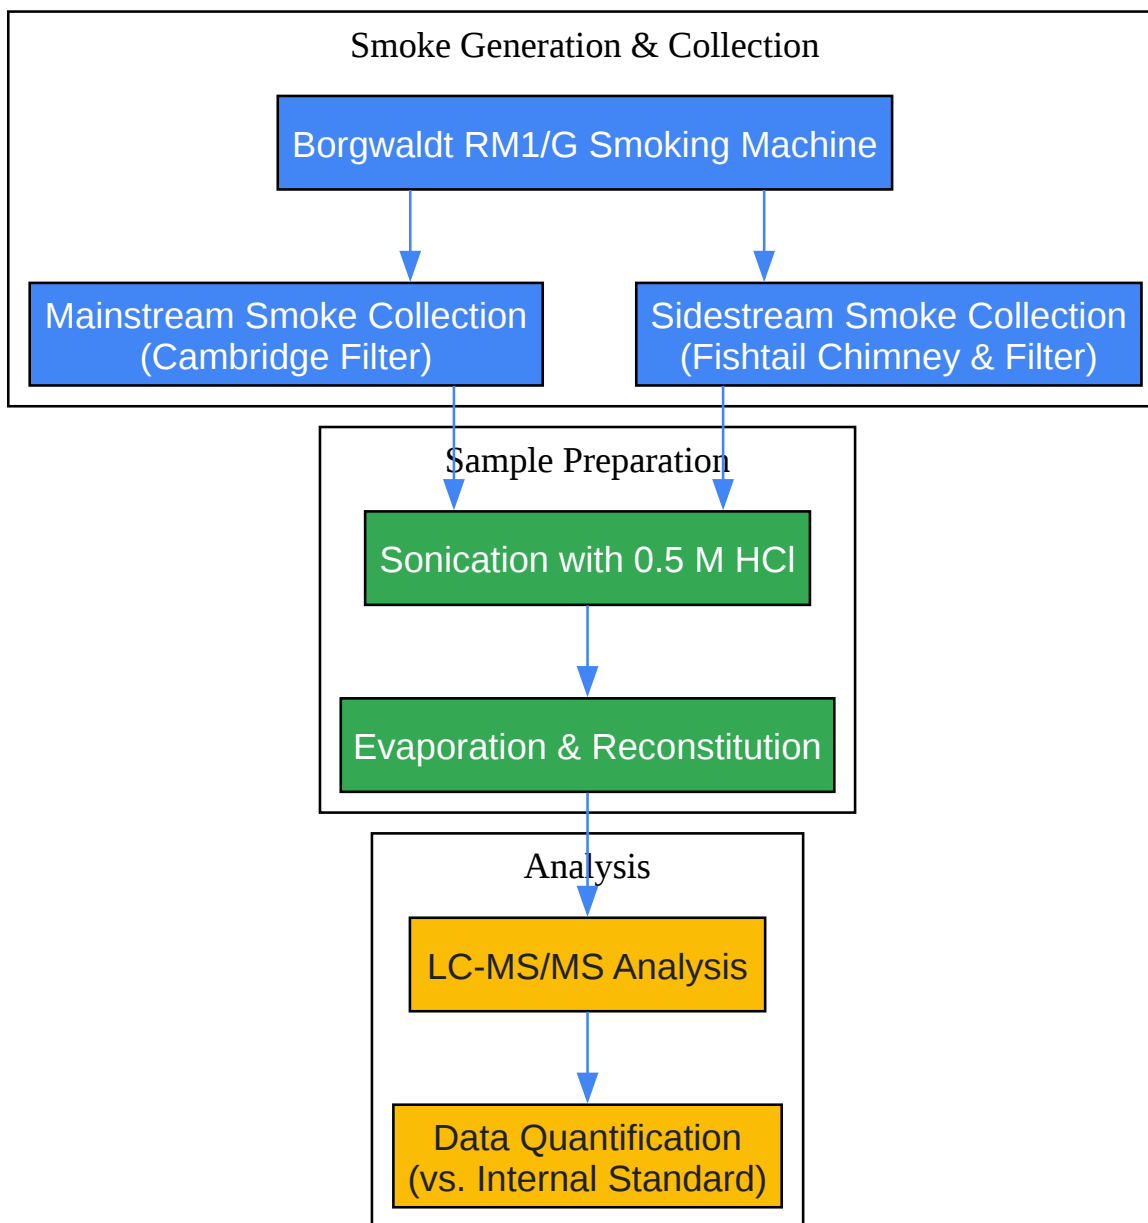 Smoke Generation & Collection
Borgwaldt RM1/G Smoking Machine
Mainstream Smoke Collection
(Cambridge Filter)
Sidestream Smoke Collection
(Fishtail Chimney & Filter)
Sample Preparation
Sonication with 0.5 M HCl
Evaporation & Reconstitution
Analysis
LC-MS/MS Analysis
Data Quantification
(vs. Internal Standard)